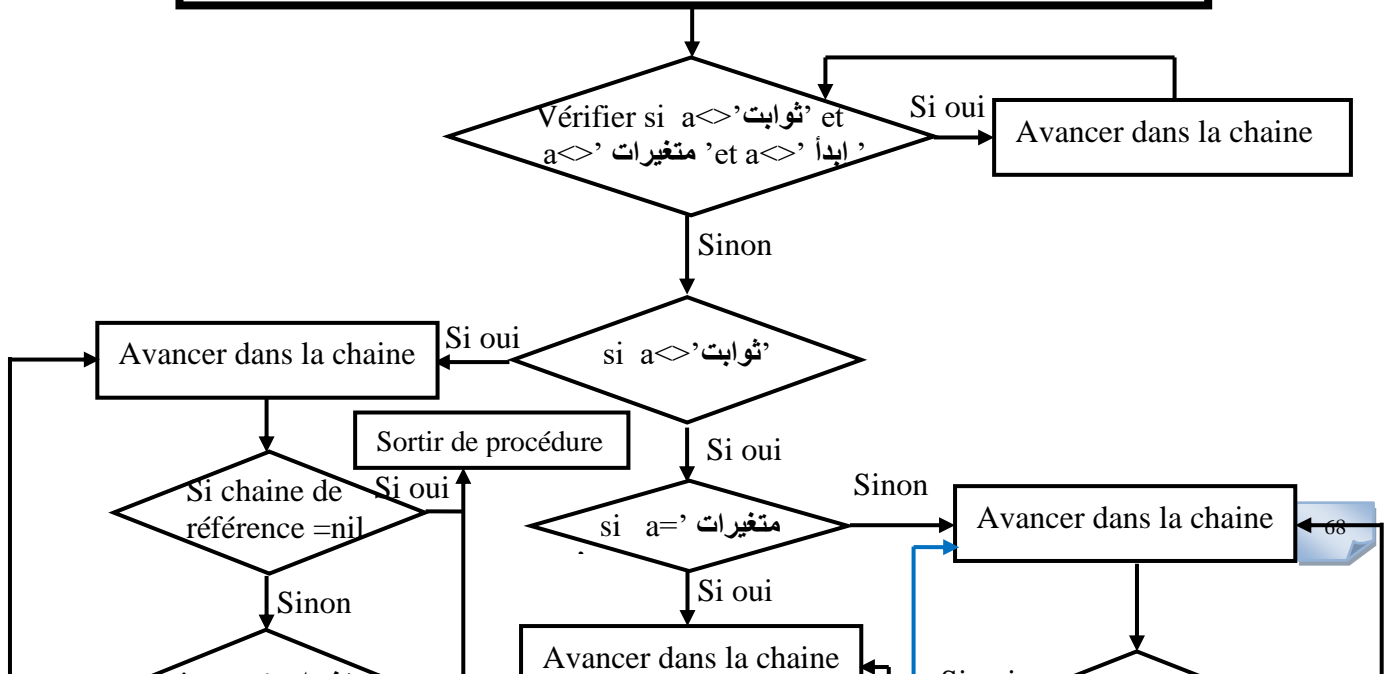 Vérifier si a<>’ثوابت’ et
a<>’ متغيرات ’et a<>’ ابدأ ’
Si oui
Avancer dans la chaine
Sinon
si a<>’ثوابت’
Si oui
Avancer dans la chaine
Si oui
Sortir de procédure
Si chaine de
référence =nil
Si oui
si a=’ متغيرات
Sinon
Avancer dans la chaine
68
Sinon
Si oui
Avancer dans la chaine